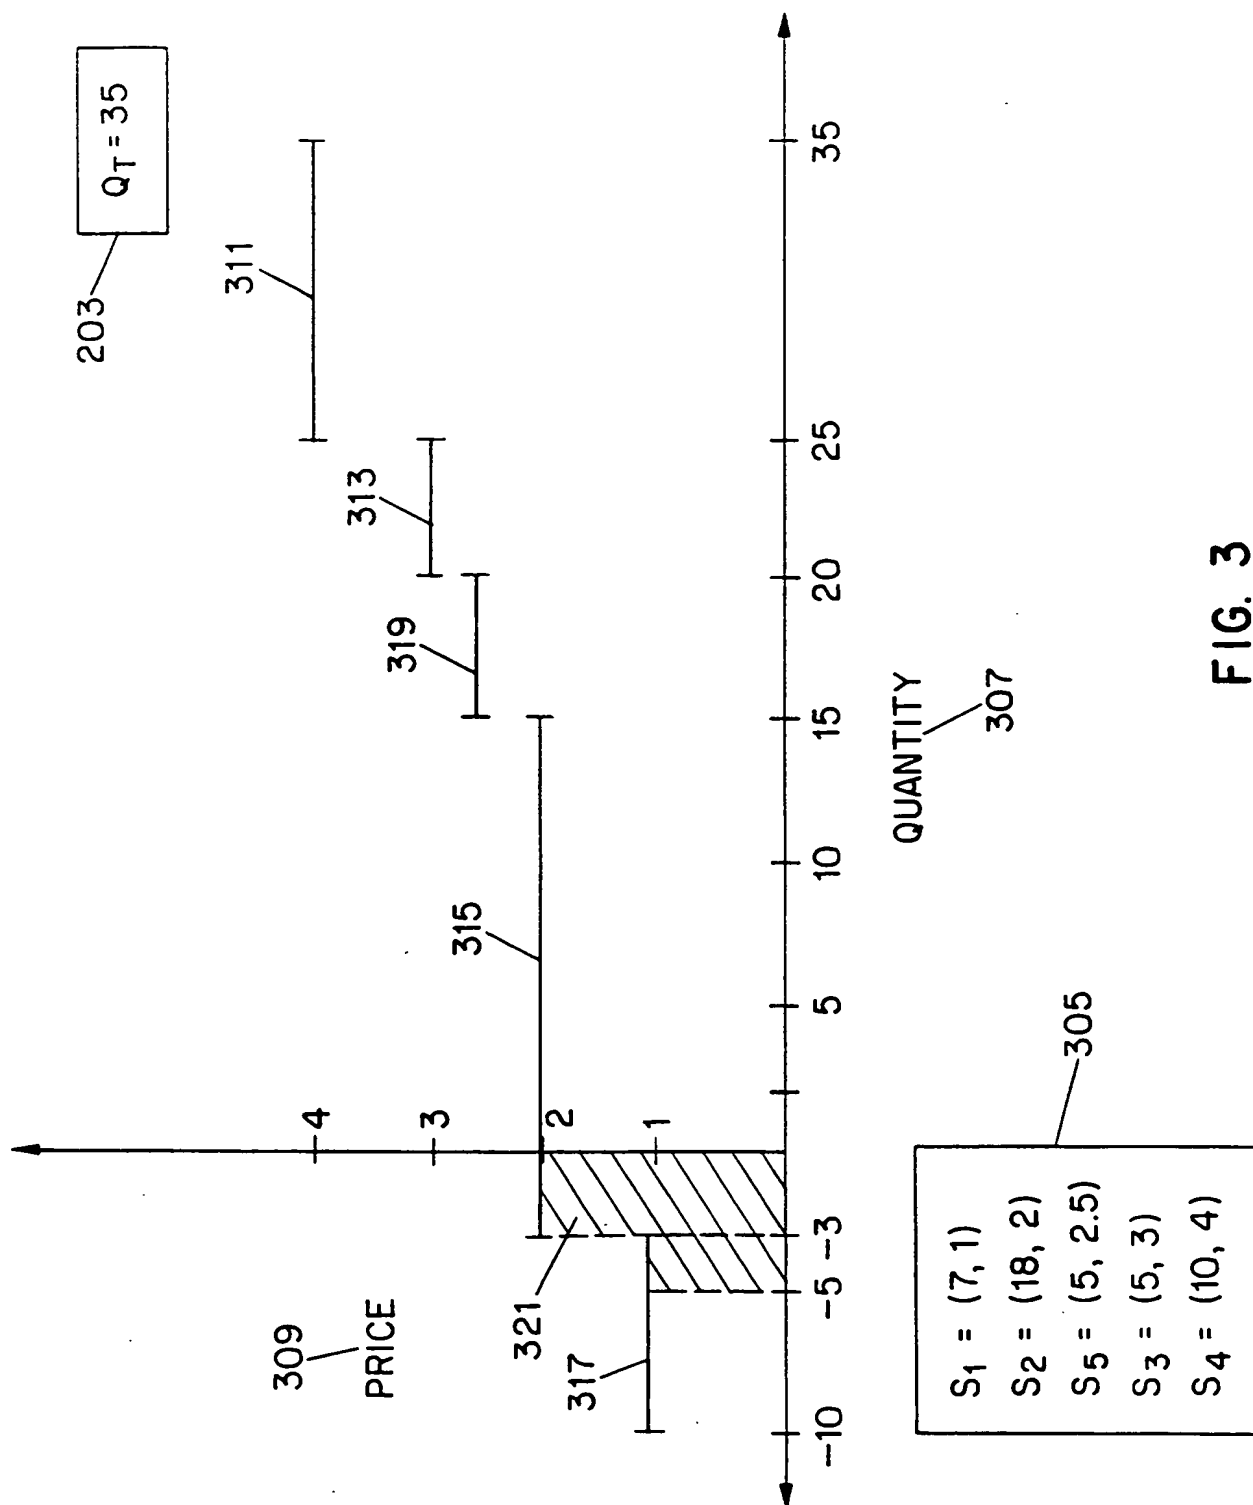 203
QT = 35
311
313
319
315
4
3
2
1
309
PRICE
321
317
-10
-5
-3
5
10
15
20
25
35
QUANTITY
307
305
S1 = (7, 1)
S2 = (18, 2)
S5 = (5, 2.5)
S3 = (5, 3)
S4 = (10, 4)
FIG. 3